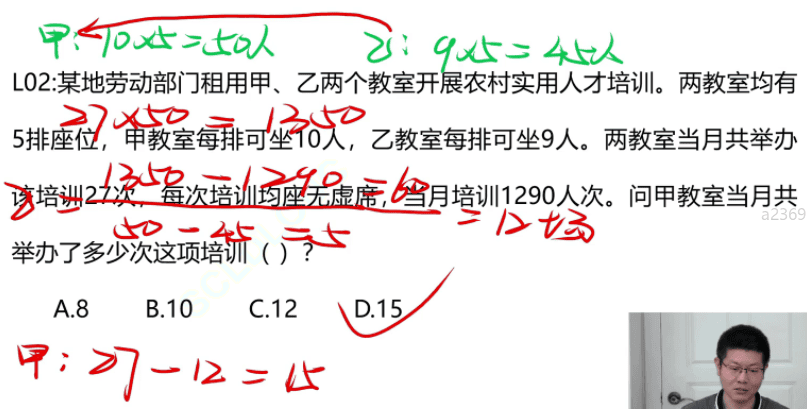 甲：10×5=50人 乙：9×5=45人
L02:某地劳动部门租用甲、乙两个教室开展农村实用人才培训。两教室均有
27×50=1350
5排座位，甲教室每排可坐10人，乙教室每排可坐9人。两教室当月共举办
1350-1290=60
该培训27次，每次培训均座无虚席，当月培训1290人次。问甲教室当月共
乙= 50-45=5 =12场
a2369
举办了多少次这项培训（ ）？
A.8 B.10 C.12 D.15
甲：27-12=15